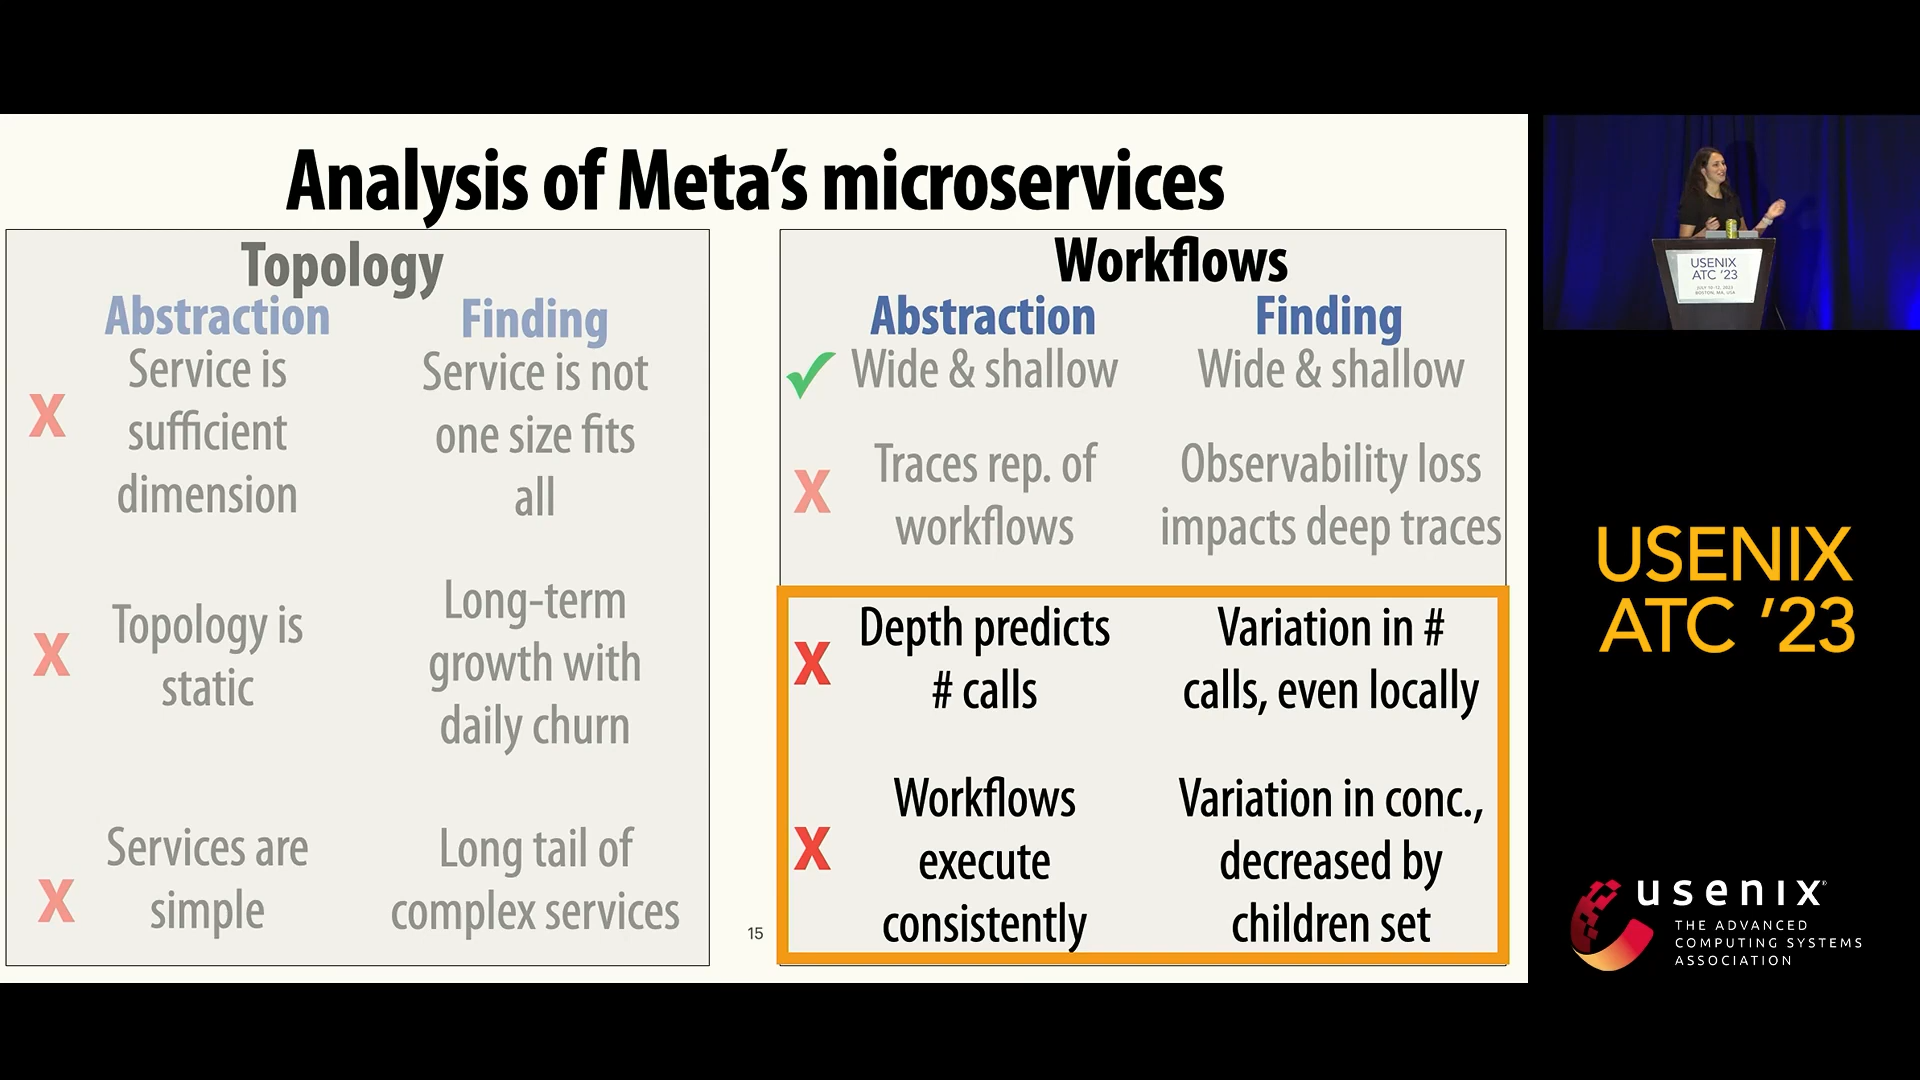 Analysis of Meta's microservices
Topology
Abstraction
Finding
X
Service is
sufficient
dimension
Service is not
one size fits
all
X
Topology is
static
Long-term
growth with
daily churn
X
Services are
simple
Long tail of
complex services
15
Workflows
Abstraction
Finding
✓
Wide & shallow
Wide & shallow
X
Traces rep. of
workflows
Observability loss
impacts deep traces
X
Depth predicts
# calls
Variation in #
calls, even locally
X
Workflows
execute
consistently
Variation in conc.,
decreased by
children set
USENIX
ATC '23
JULY 10–12, 2023
BOSTON, MA, USA
USENIX
ATC '23
usenix®
THE ADVANCED
COMPUTING SYSTEMS
ASSOCIATION